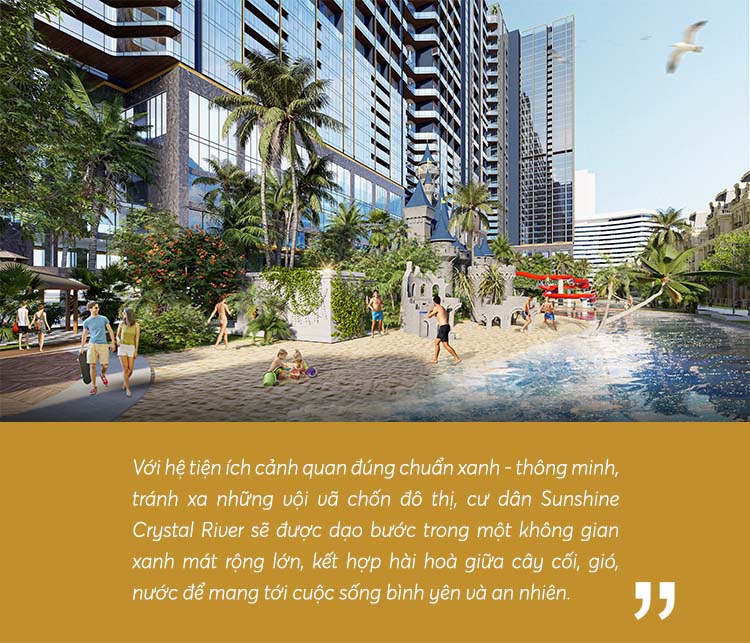 Với hệ tiện ích cảnh quan đúng chuẩn xanh - thông minh,
tránh xa những vội vã chốn đô thị, cư dân Sunshine
Crystal River sẽ được dạo bước trong một không gian
xanh mát rộng lớn, kết hợp hài hoà giữa cây cối, gió,
nước để mang tới cuộc sống bình yên và an nhiên.
”